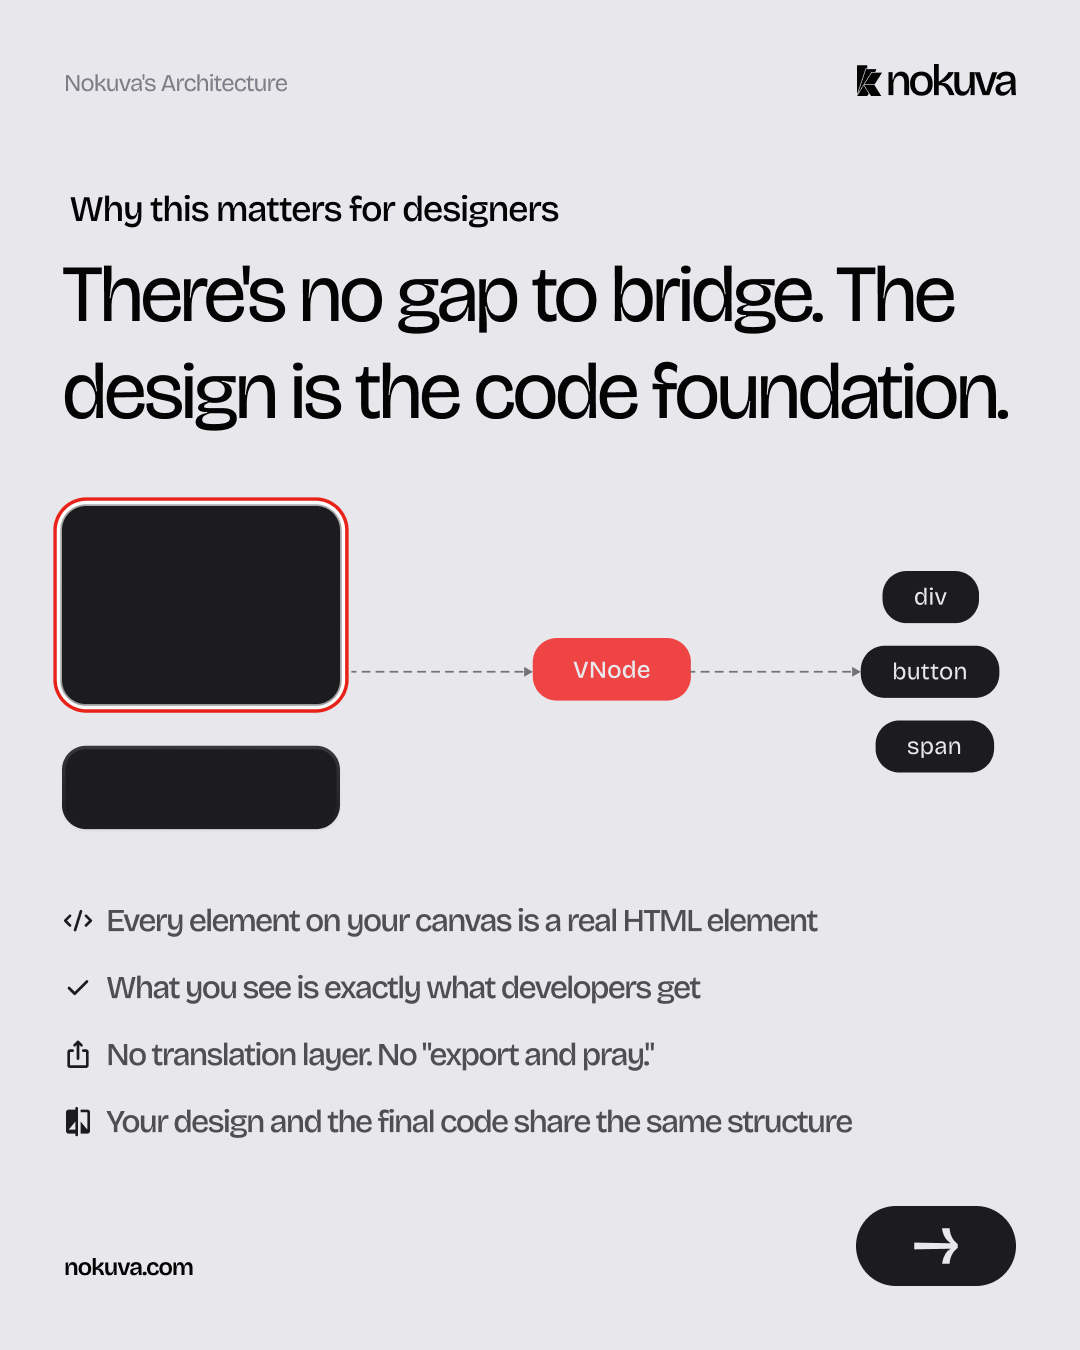 Nokuva's Architecture
nokuva
Why this matters for designers
There's no gap to bridge. The
design is the code foundation.
div
VNode
button
span
Every element on your canvas is a real HTML element
What you see is exactly what developers get
No translation layer. No "export and pray."
Your design and the final code share the same structure
nokuva.com